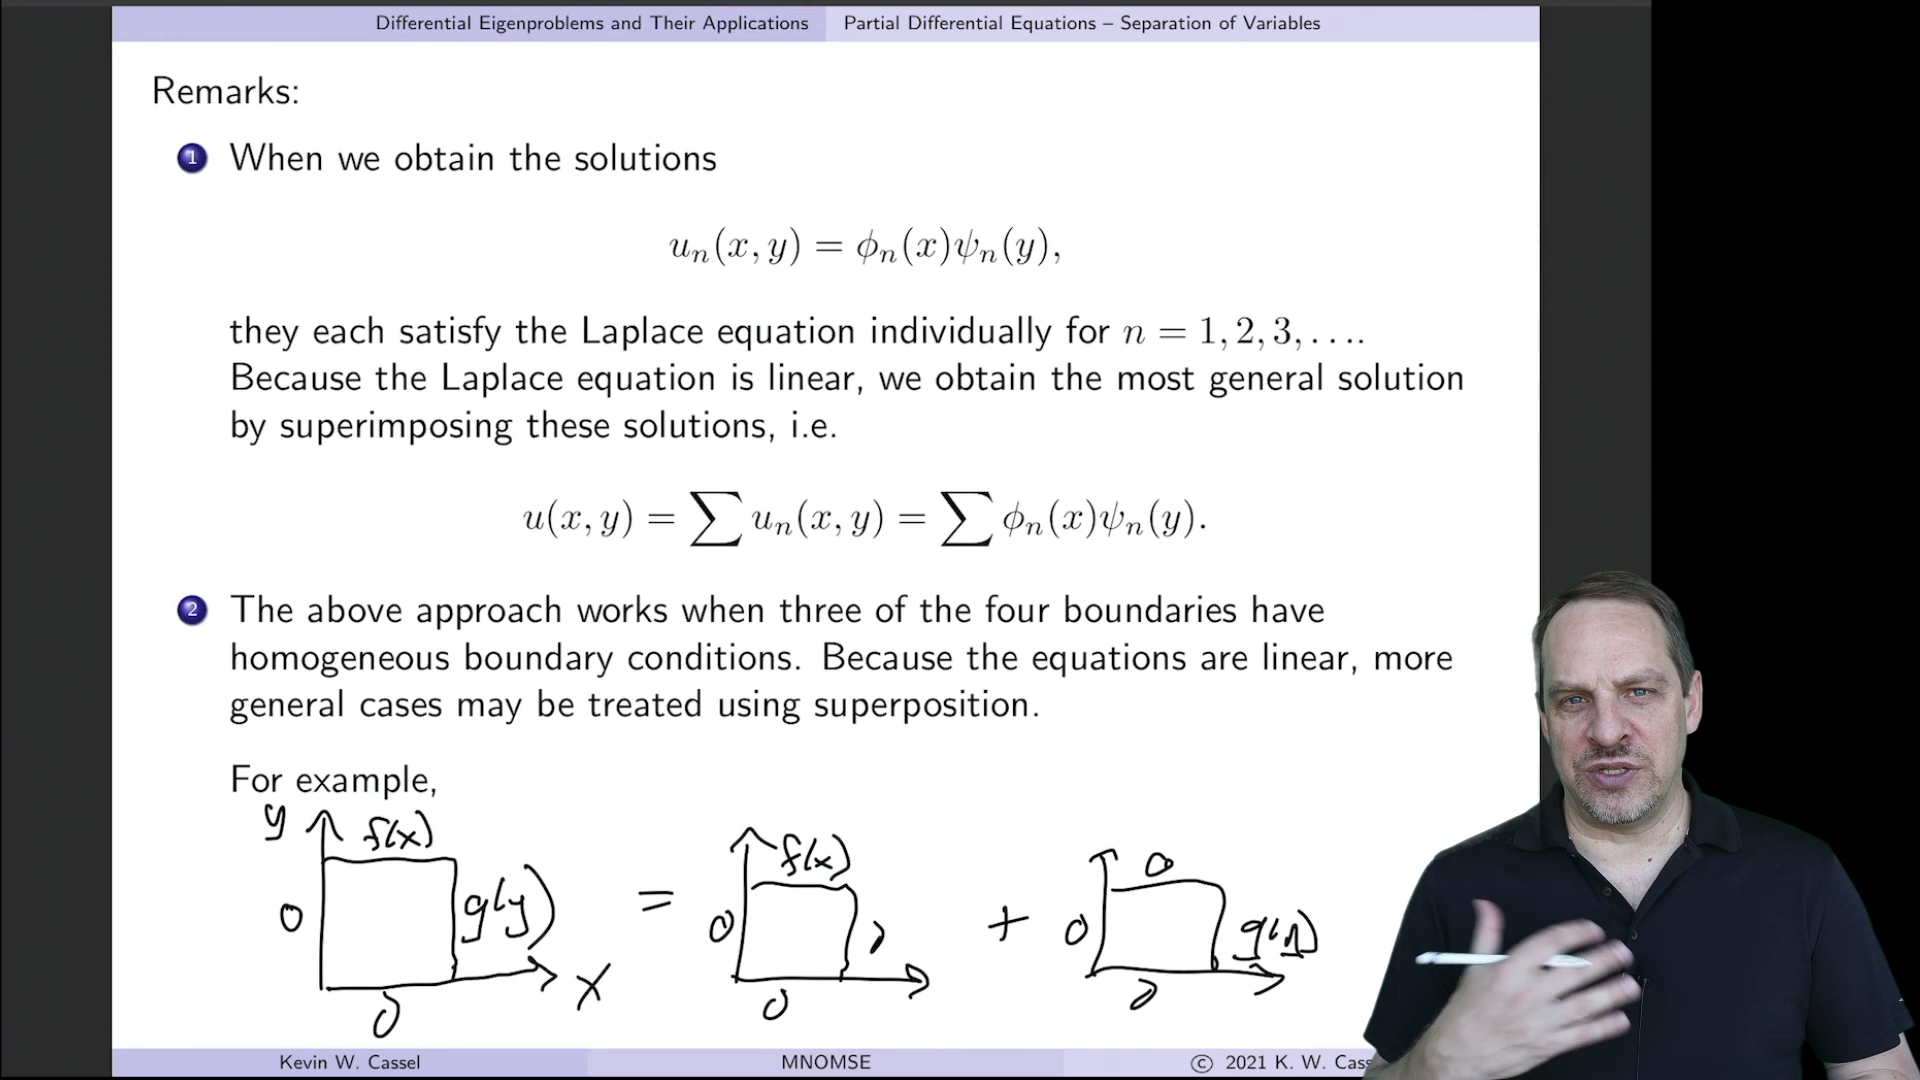 Differential Eigenproblems and Their Applications Partial Differential Equations – Separation of Variables
Remarks:
1 When we obtain the solutions
uₙ(x, y) = ϕₙ(x)ψₙ(y),
they each satisfy the Laplace equation individually for n = 1, 2, 3, . . ..
Because the Laplace equation is linear, we obtain the most general solution
by superimposing these solutions, i.e.
u(x, y) = ∑ uₙ(x, y) = ∑ ϕₙ(x)ψₙ(y).
2 The above approach works when three of the four boundaries have
homogeneous boundary conditions. Because the equations are linear, more
general cases may be treated using superposition.
For example,
y f(x) f(x) 0
0 g(y) = 0 + 0 g(y)
x
0 0 0
Kevin W. Cassel MNOMSE © 2021 K. W. Cass